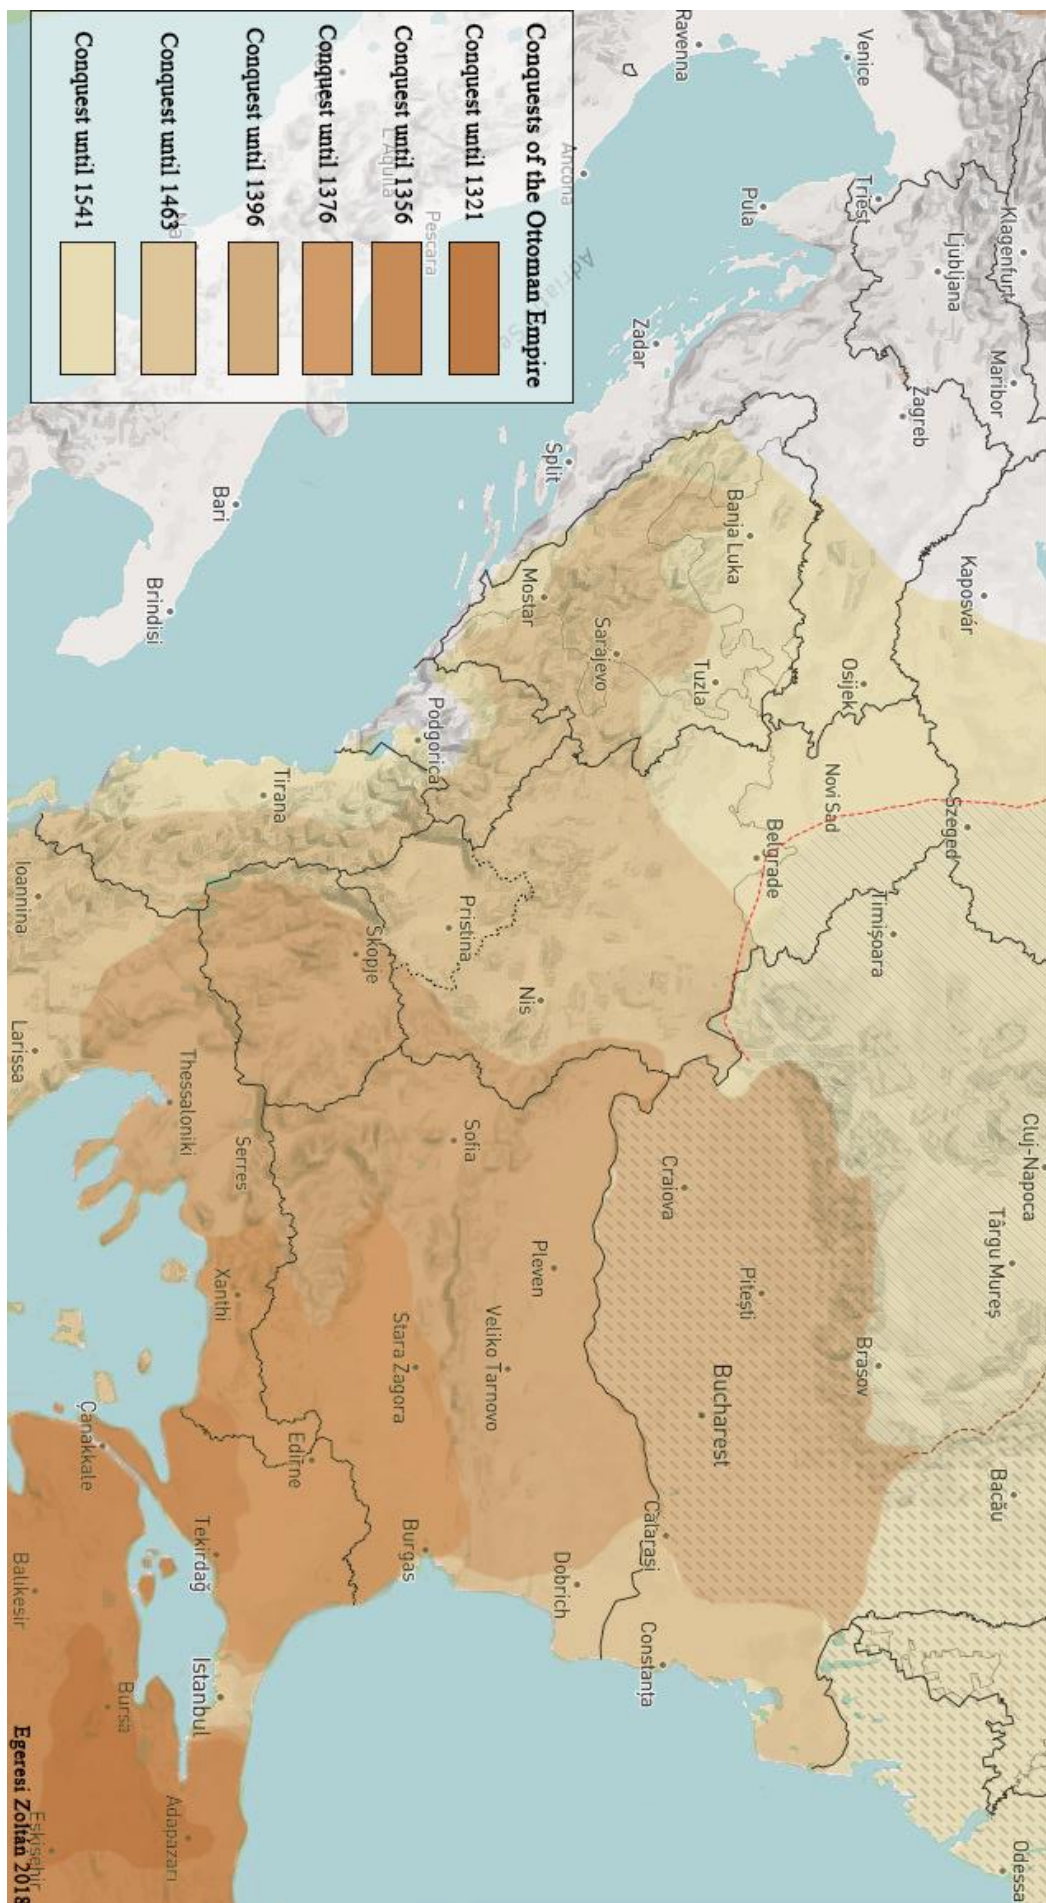 Conquests of the Ottoman Empire
Conquest until 1321
Conquest until 1356
Conquest until 1376
Conquest until 1396
Conquest until 1463
Conquest until 1541
Klagenfurt
Maribor
Ljubljana
Venice
Triest
Zagreb
Kaposvár
Cluj-Napoca
Târgu Mureș
Bacău
Odessa
Szeged
Osijek
Timișoara
Brașov
Novi Sad
Pula
Ravenna
Banja Luka
Tuzla
Belgrade
Pitești
Bucharest
Zadar
Craiova
Călărași
Constanța
Ancona
Split
Sarajevo
Mostar
Nis
Pleven
Dobrich
Pristina
Sofia
Veliko Tarnovo
Pescara
L'Aquila
Podgorica
Skopje
Stara Zagora
Burgas
Bari
Tirana
Edirne
Serres
Xanthi
Brindisi
Thessaloniki
Tekirdağ
Istanbul
Adapazarı
Çanakkale
Bursa
Ioannina
Larissa
Balıkesir
Eskişehir
Egeresi Zoltán 2018